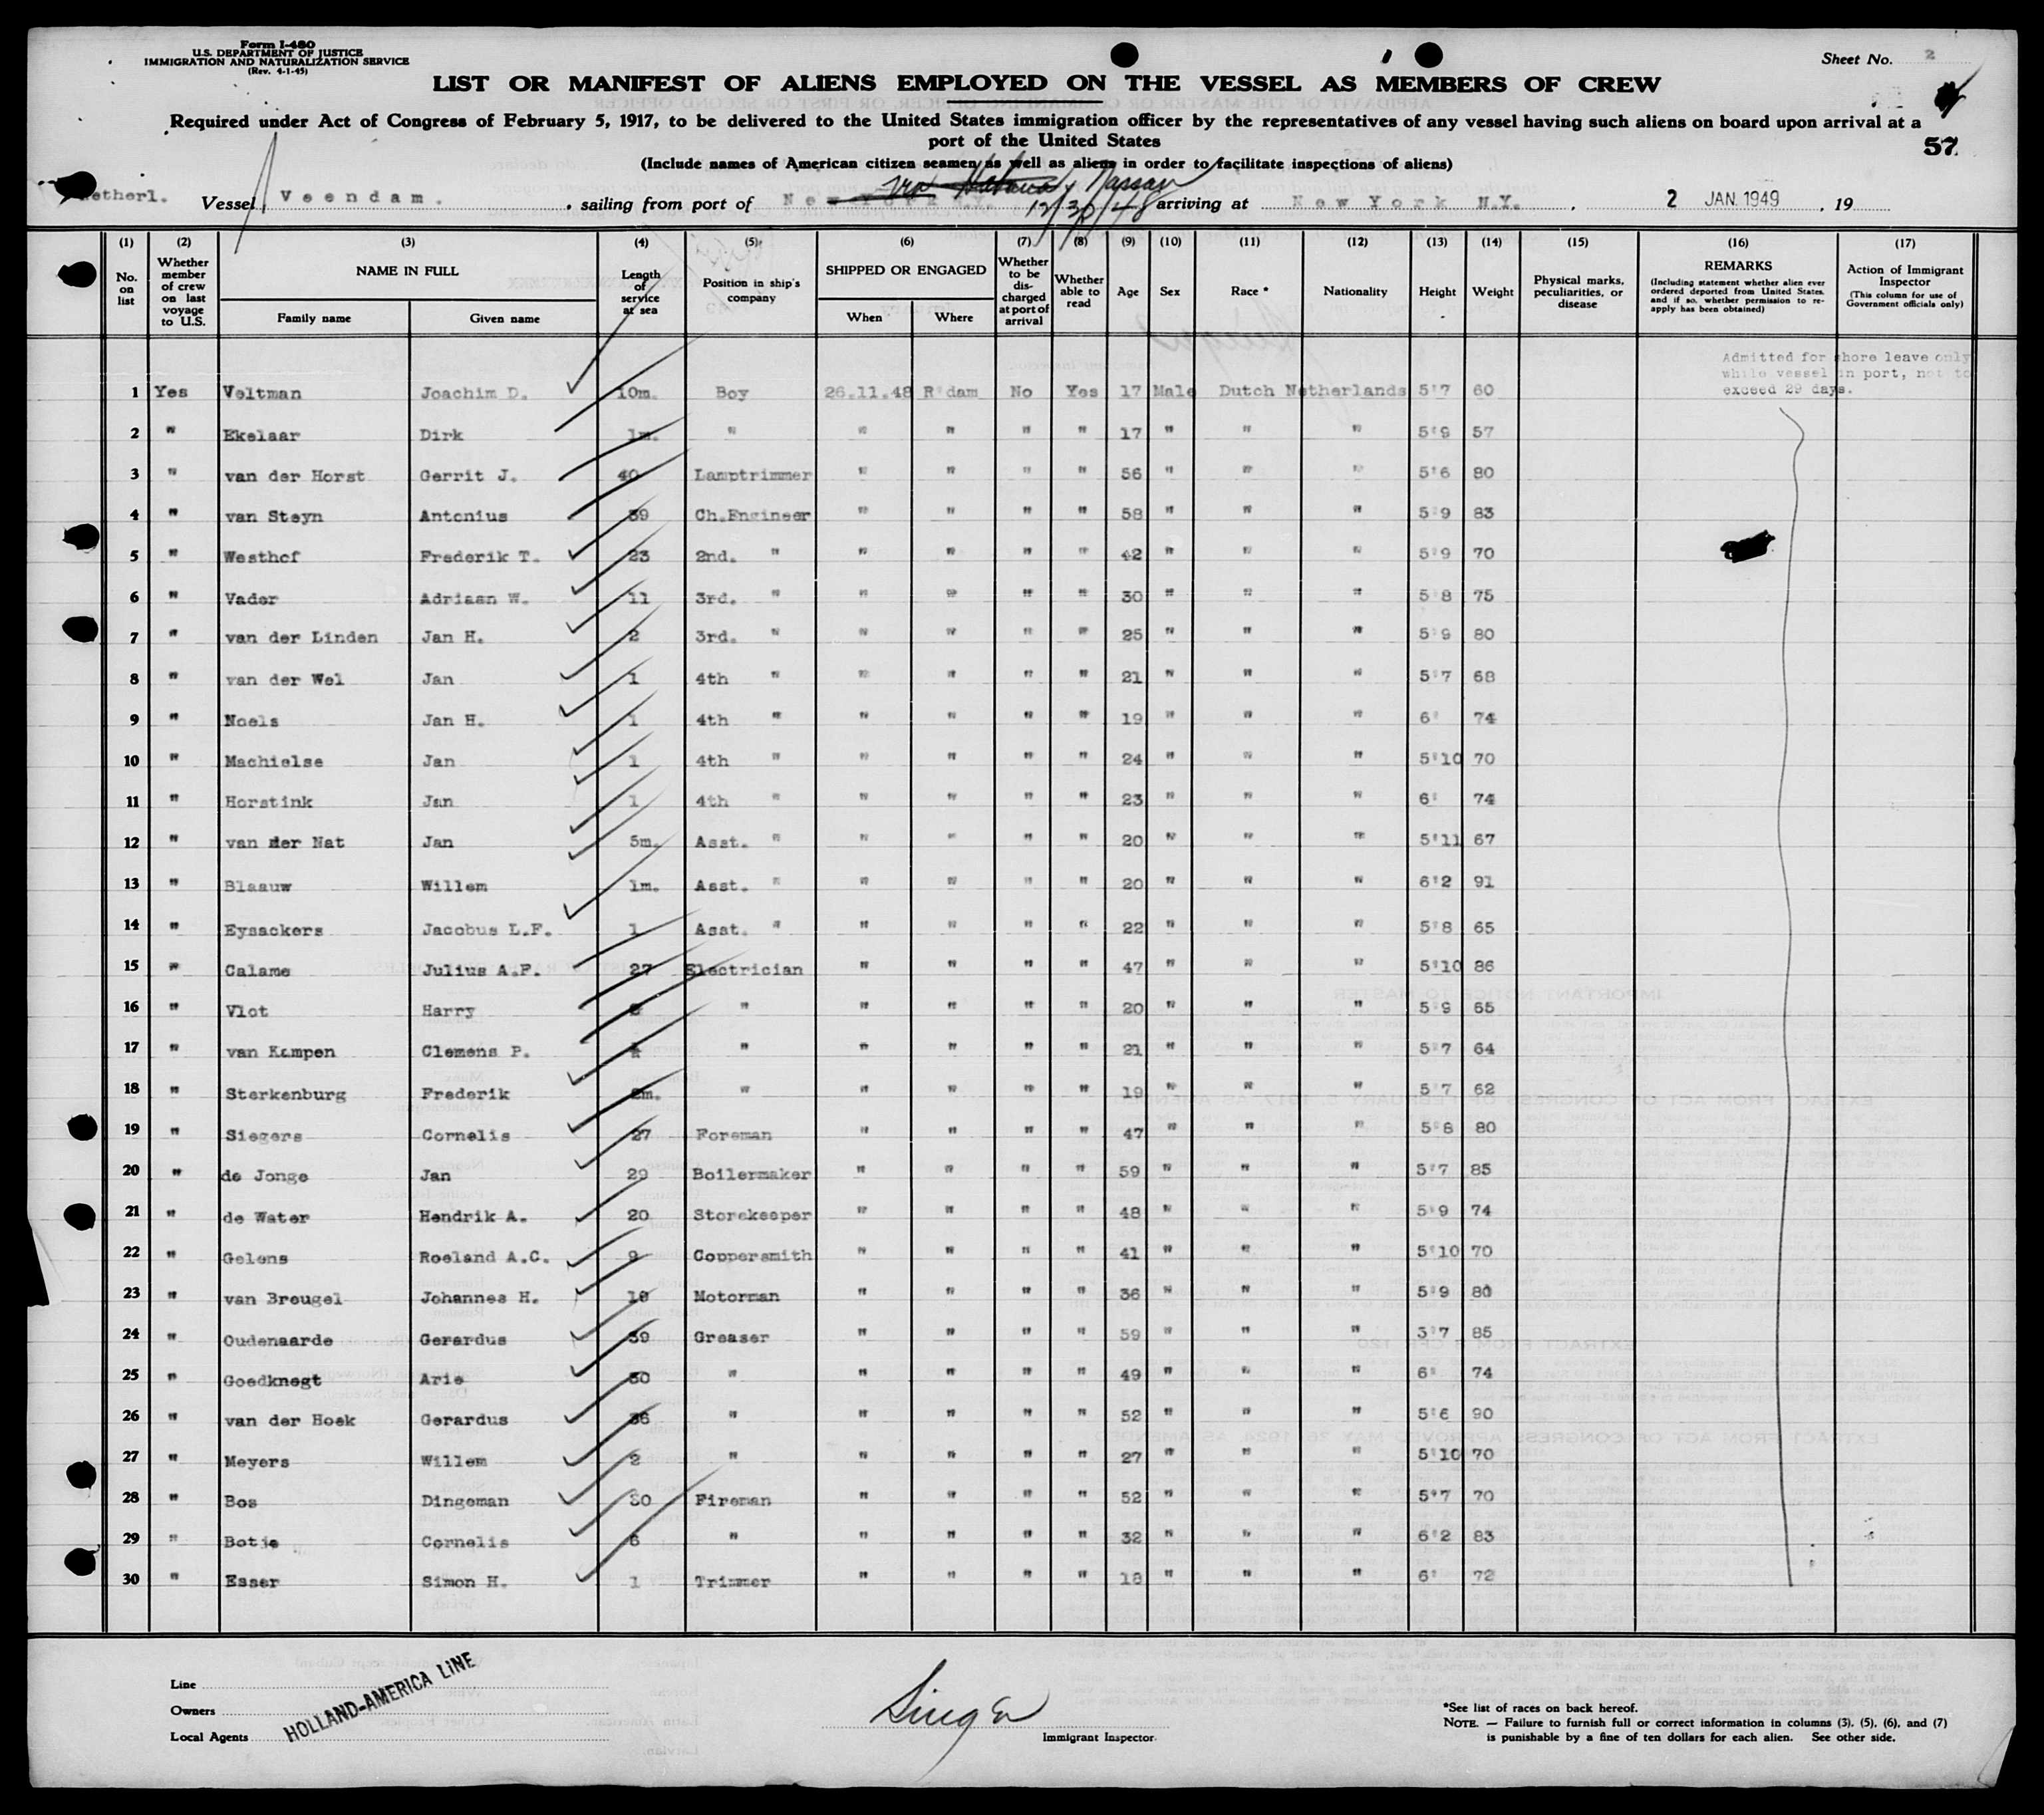 Form I-480
U.S. DEPARTMENT OF JUSTICE
IMMIGRATION AND NATURALIZATION SERVICE
(Rev. 4-1-45)
Sheet No. 2
LIST OR MANIFEST OF ALIENS EMPLOYED ON THE VESSEL AS MEMBERS OF CREW
Required under Act of Congress of February 5, 1917, to be delivered to the United States immigration officer by the representatives of any vessel having such aliens on board upon arrival at a
port of the United States
57
(Include names of American citizen seamen as well as aliens in order to facilitate inspections of aliens)
via Habana, Nassau
Netherl. Vessel Veendam. , sailing from port of New York N.Y. 12/30/48 arriving at New York N.Y. , 2 JAN. 1949 , 19
(1) (2) (3) (4) (5) (6) (7) (8) (9) (10) (11) (12) (13) (14) (15) (16) (17)
No. on list
Whether member of crew on last voyage to U.S.
NAME IN FULL
Family name Given name
Length of service at sea
Position in ship's company
SHIPPED OR ENGAGED
When Where
Whether to be discharged at port of arrival
Whether able to read
Age
Sex
Race *
Nationality
Height
Weight
Physical marks, peculiarities, or disease
REMARKS
(Including statement whether alien ever ordered deported from United States, and if so, whether permission to reapply has been obtained)
Action of Immigrant Inspector
(This column for use of Government officials only)
Admitted for shore leave only
while vessel in port, not to
exceed 29 days.
1 Yes Veltman Joachim D. 10m. Boy 26.11.48 R'dam No Yes 17 Male Dutch Netherlands 5'7 60
2 " Ekelaar Dirk 1m. " " " " " 17 " " " 5'9 57
3 " van der Horst Gerrit J. 40 Lamptrimmer " " " " 56 " " " 5'6 80
4 " van Steyn Antonius 39 Ch.Engineer " " " " 58 " " " 5'9 83
5 " Westhof Frederik T. 23 2nd. " " " " " 42 " " " 5'9 70
6 " Vader Adriaan W. 11 3rd. " " " " " 30 " " " 5'8 75
7 " van der Linden Jan H. 2 3rd. " " " " " 25 " " " 5'9 80
8 " van der Wel Jan 1 4th " " " " " 21 " " " 5'7 68
9 " Noels Jan H. 1 4th " " " " " 19 " " " 6' 74
10 " Machielse Jan 1 4th " " " " " 24 " " " 5'10 70
11 " Horstink Jan 1 4th " " " " " 23 " " " 6' 74
12 " van der Nat Jan 5m. Asst. " " " " " 20 " " " 5'11 67
13 " Blaauw Willem 1m. Asst. " " " " " 20 " " " 6'2 91
14 " Eysackers Jacobus L.F. 1 Asst. " " " " " 22 " " " 5'8 65
15 " Calame Julius A.F. 27 Electrician " " " " 47 " " " 5'10 86
16 " Vlot Harry " " " " " 20 " " " 5'9 65
17 " van Kampen Clemens P. " " " " " 21 " " " 5'7 64
18 " Sterkenburg Frederik 2m. " " " " " 19 " " " 5'7 62
19 " Siegers Cornelis 27 Foreman " " " " 47 " " " 5'8 80
20 " de Jonge Jan 29 Boilermaker " " " " 59 " " " 5'7 85
21 " de Water Hendrik A. 20 Storekeeper " " " " 48 " " " 5'9 74
22 " Gelens Roeland A.C. 9 Coppersmith " " " " 41 " " " 5'10 70
23 " van Breugel Johannes H. 10 Motorman " " " " 36 " " " 5'9 80
24 " Oudenaarde Gerardus 39 Greaser " " " " 59 " " " 5'7 85
25 " Goedknegt Arie 30 " " " " " 49 " " " 6' 74
26 " van der Hoek Gerardus 36 " " " " " 52 " " " 5'6 90
27 " Meyers Willem 2 " " " " " 27 " " " 5'10 70
28 " Bos Dingeman 30 Fireman " " " " 52 " " " 5'7 70
29 " Botje Cornelis 6 " " " " " 32 " " " 6'2 83
30 " Esser Simon H. 1 Trimmer " " " " 18 " " " 6' 72
Line
Owners
Local Agents
HOLLAND-AMERICA LINE
Singer
Immigrant Inspector.
*See list of races on back hereof.
NOTE. — Failure to furnish full or correct information in columns (3), (5), (6), and (7)
is punishable by a fine of ten dollars for each alien. See other side.